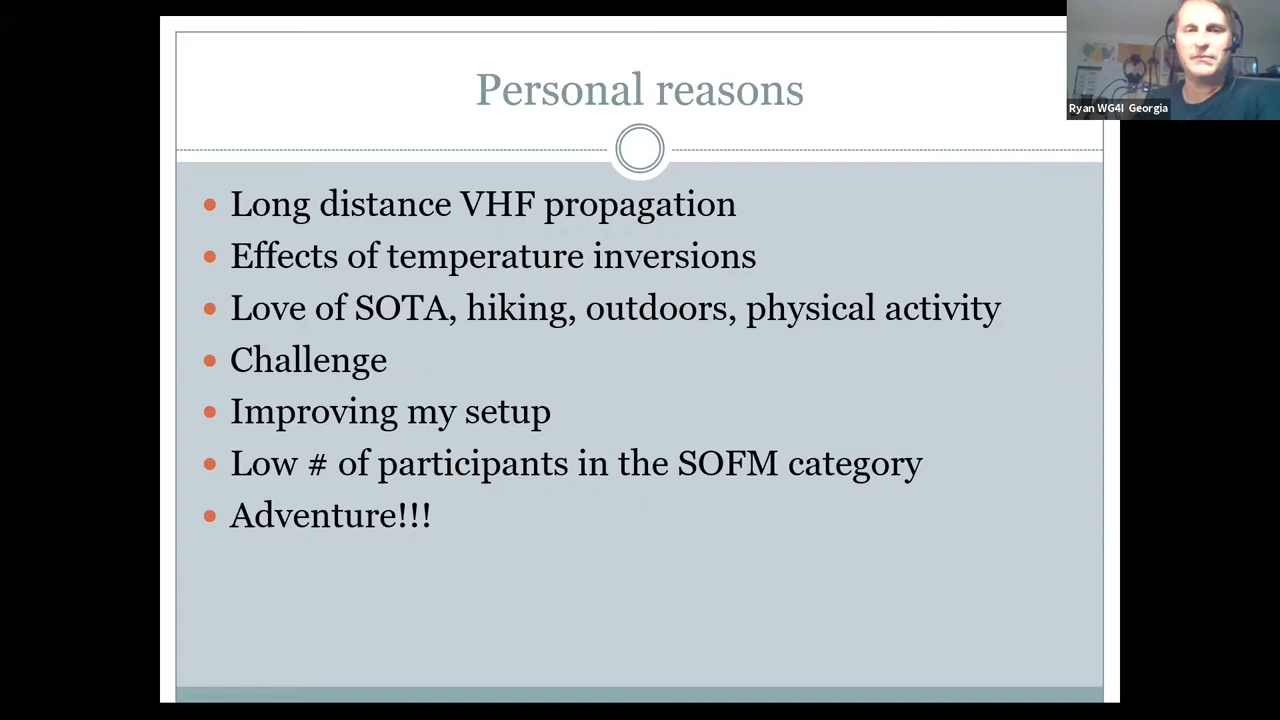 Personal reasons
Long distance VHF propagation
Effects of temperature inversions
Love of SOTA, hiking, outdoors, physical activity
Challenge
Improving my setup
Low # of participants in the SOFM category
Adventure!!!
Ryan WG4I Georgia